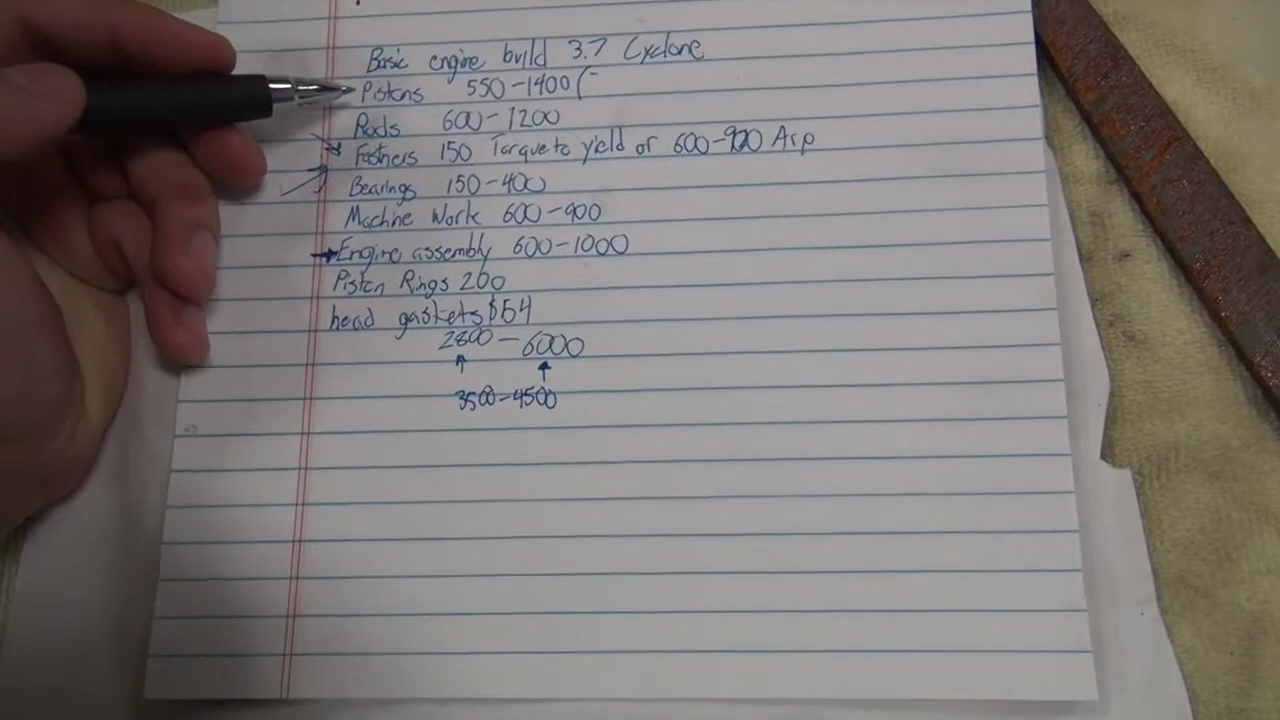 Basic engine build 3.7 Cyclone
Pistons 550-1400(-
Rods 600-1200
Fastners 150 Torque to yield or 600-920 Arp
Bearings 150-400
Machine Work 600-900
Engine assembly 600-1000
Piston Rings 200
head gaskets $54
2800-6000
3500-4500